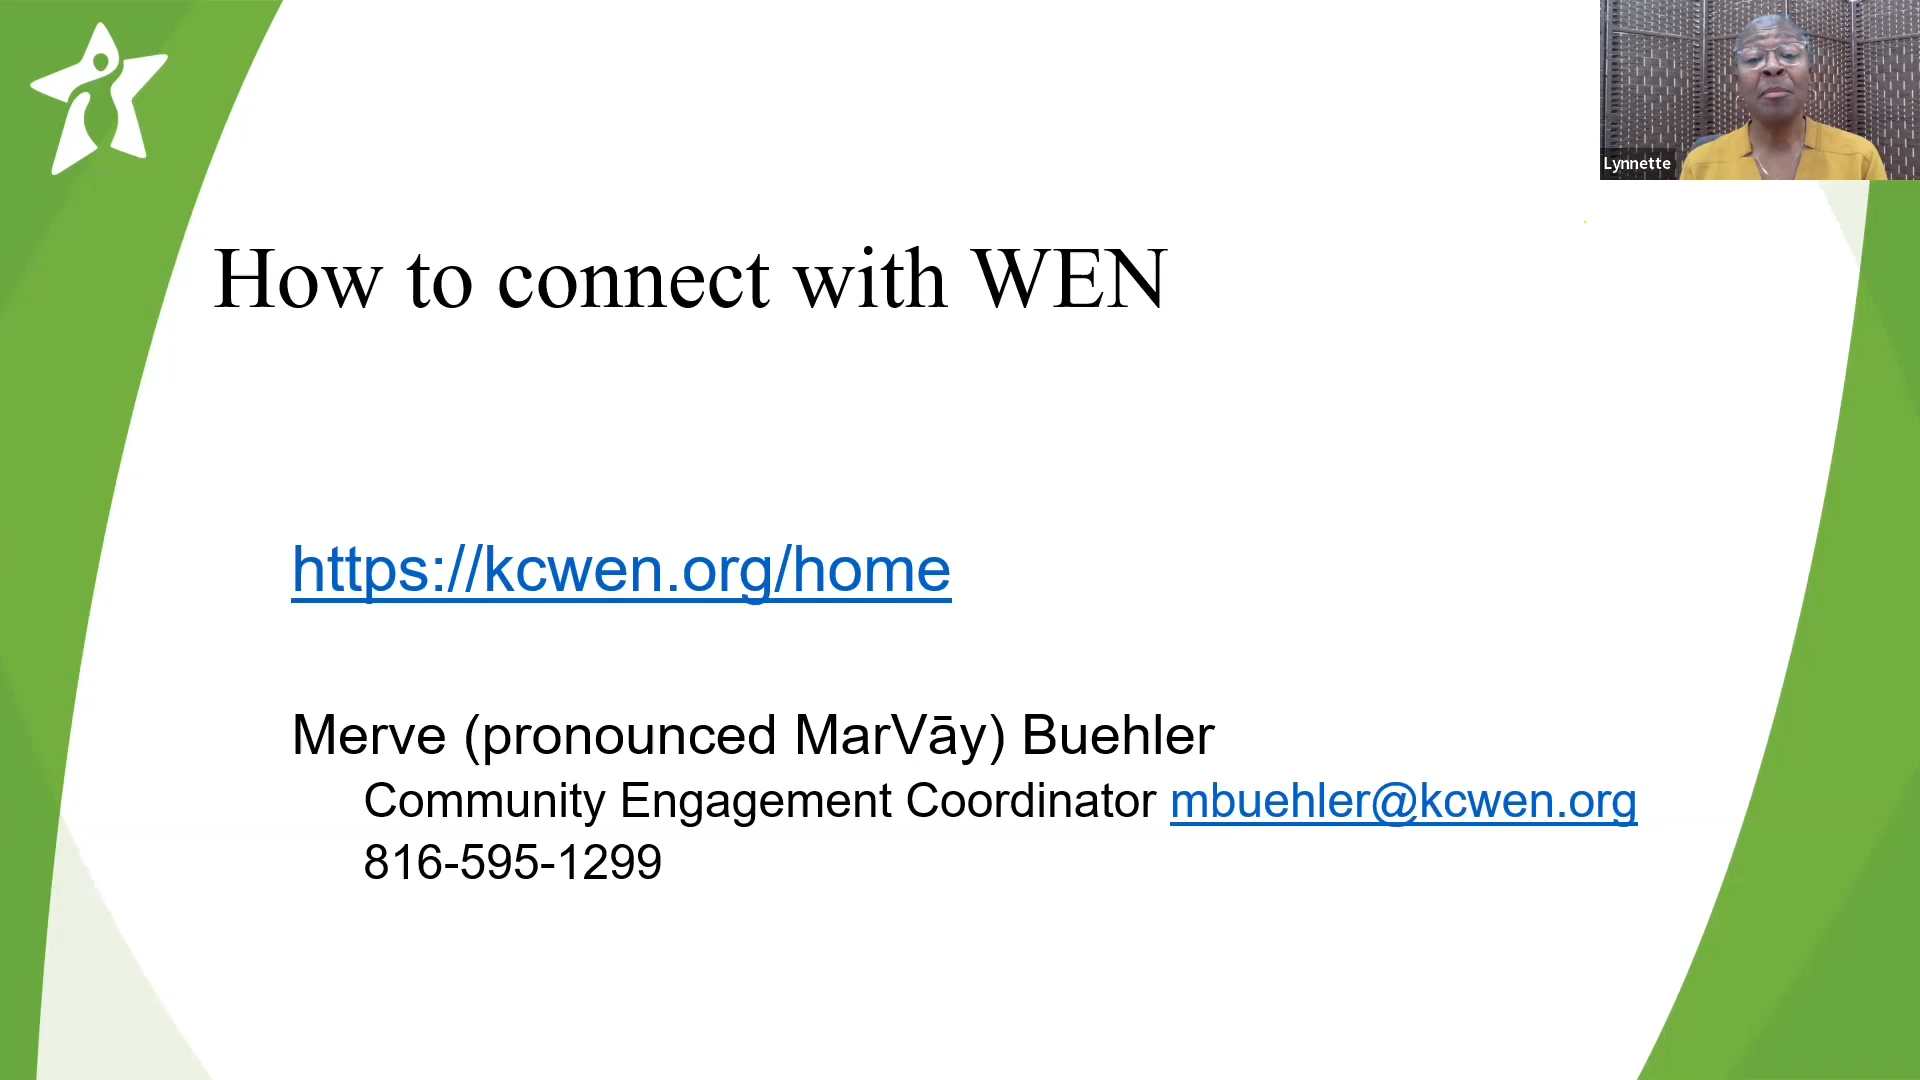 Lynnette
How to connect with WEN
https://kcwen.org/home
Merve (pronounced MarVāy) Buehler
Community Engagement Coordinator mbuehler@kcwen.org
816-595-1299